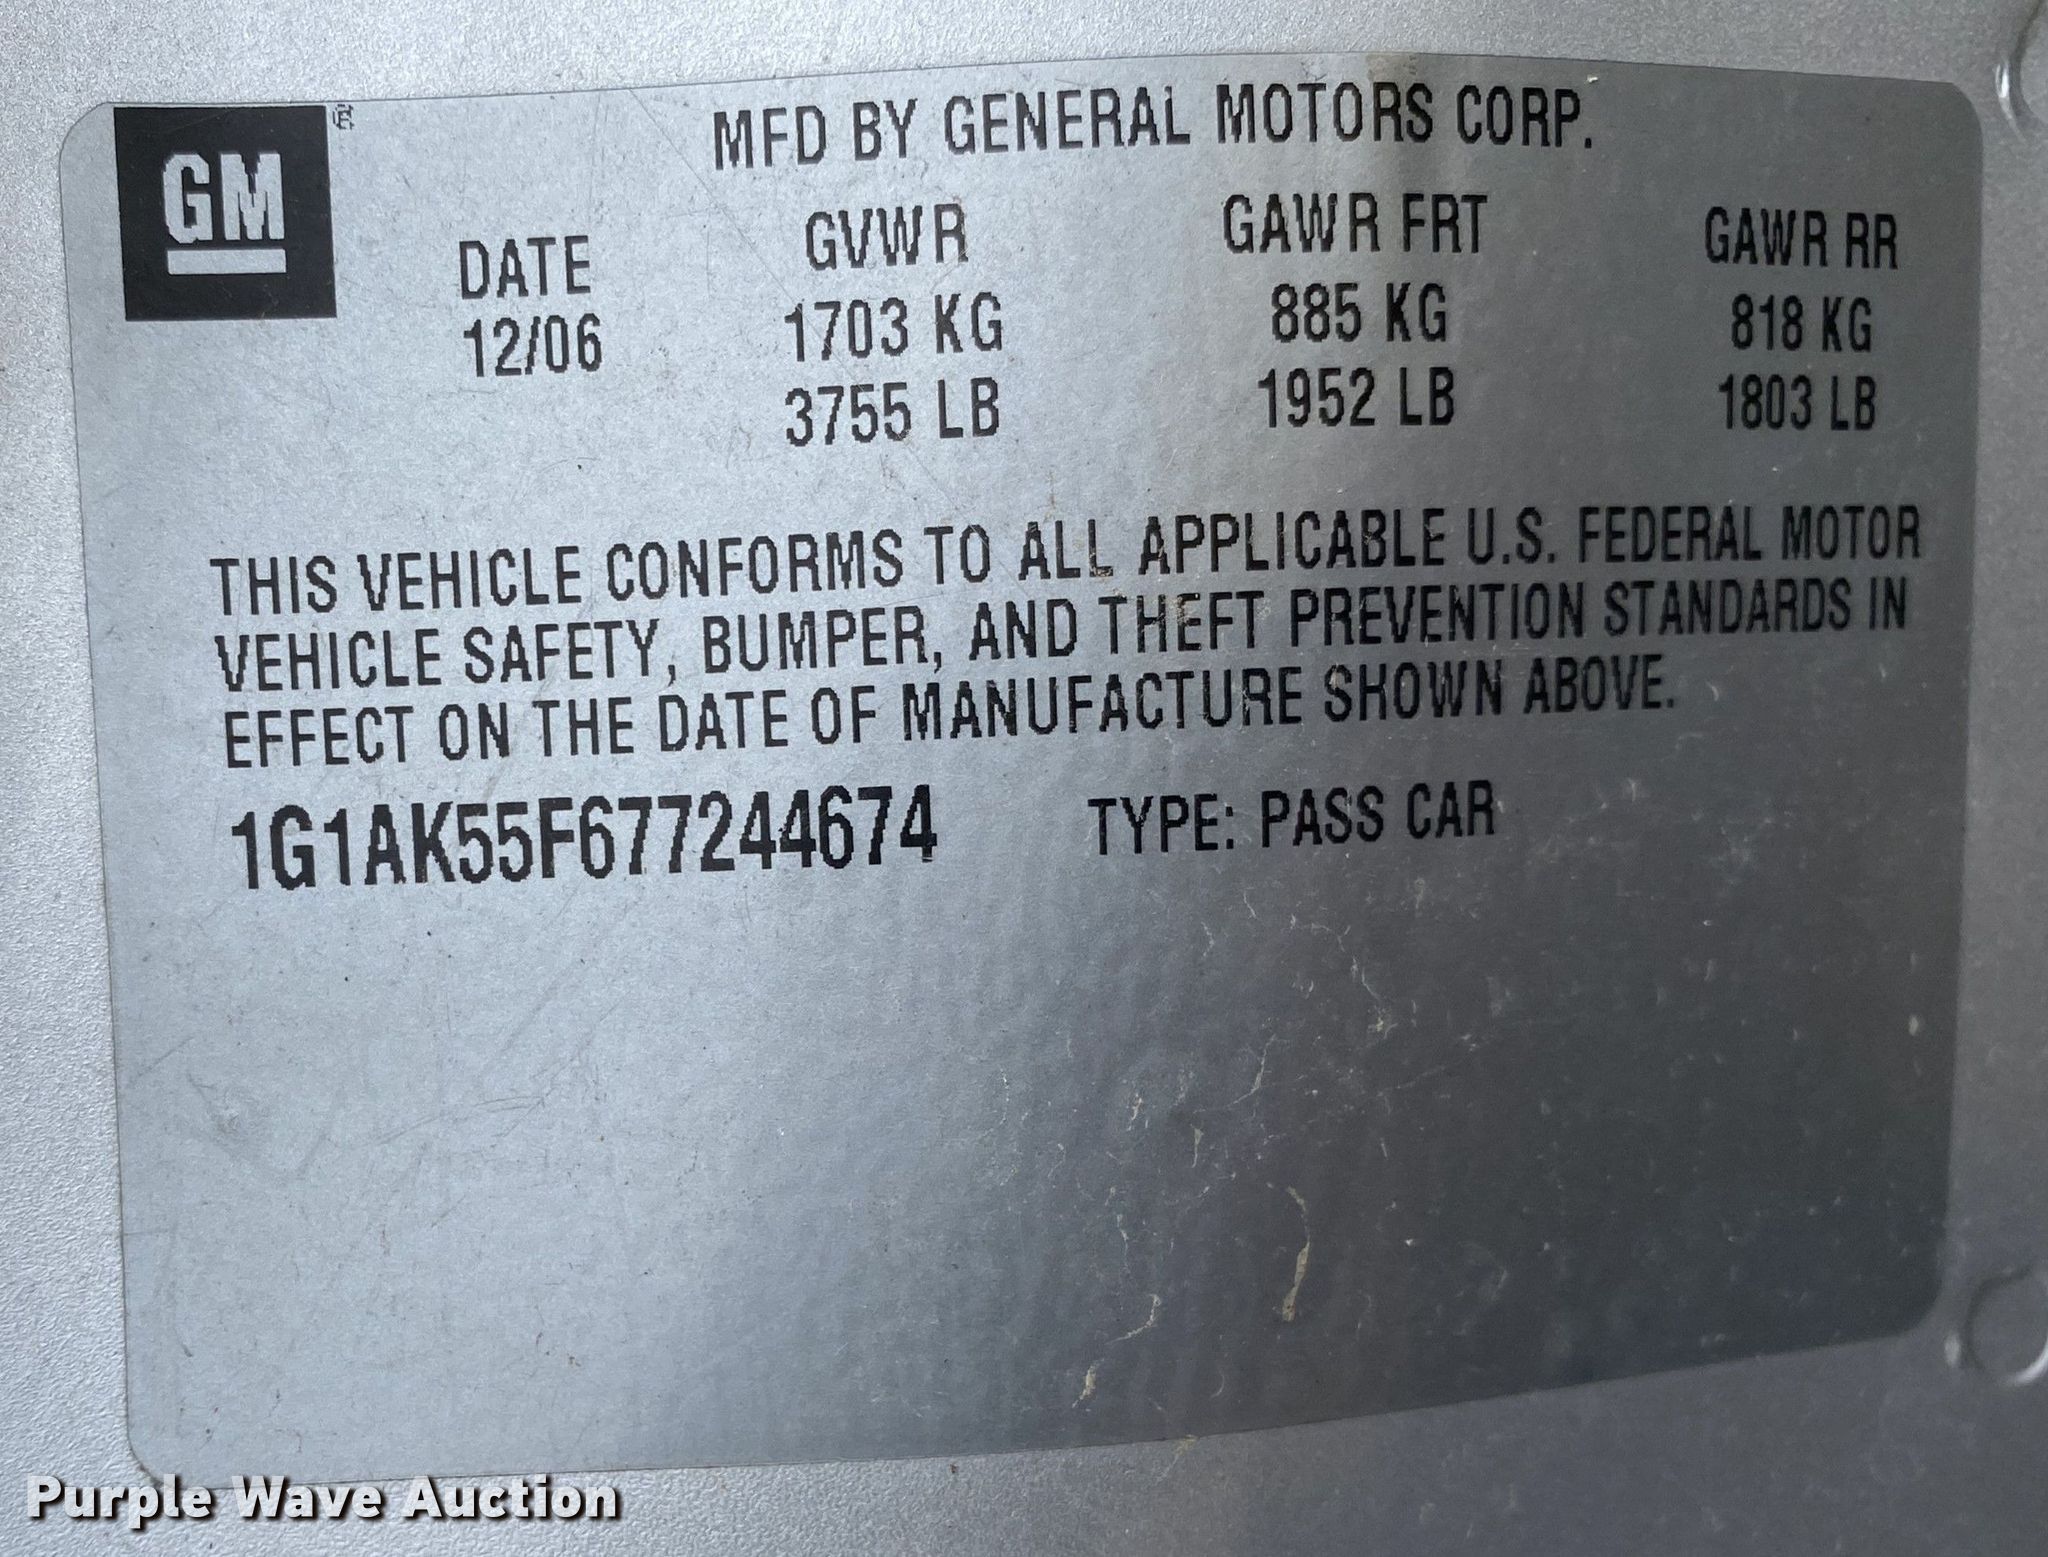 GM ®
MFD BY GENERAL MOTORS CORP.
DATE GVWR GAWR FRT GAWR RR
12/06 1703 KG 885 KG 818 KG
3755 LB 1952 LB 1803 LB
THIS VEHICLE CONFORMS TO ALL APPLICABLE U.S. FEDERAL MOTOR
VEHICLE SAFETY, BUMPER, AND THEFT PREVENTION STANDARDS IN
EFFECT ON THE DATE OF MANUFACTURE SHOWN ABOVE.
1G1AK55F677244674 TYPE: PASS CAR
Purple Wave Auction